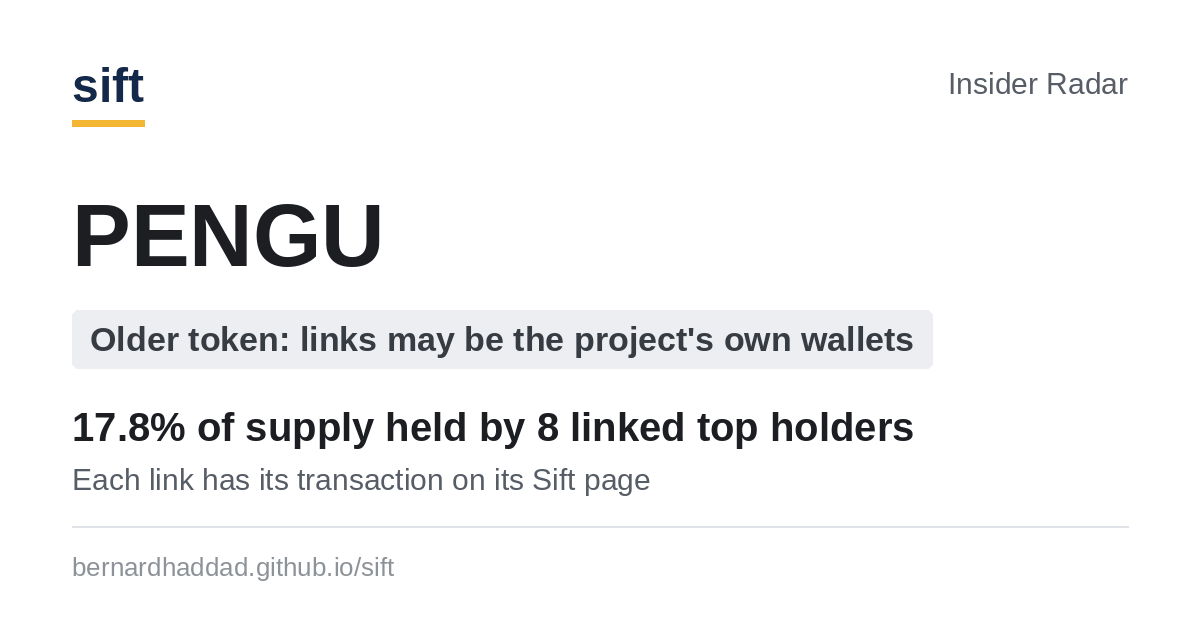 sift
Insider Radar
PENGU
Older token: links may be the project's own wallets
17.8% of supply held by 8 linked top holders
Each link has its transaction on its Sift page
bernardhaddad.github.io/sift